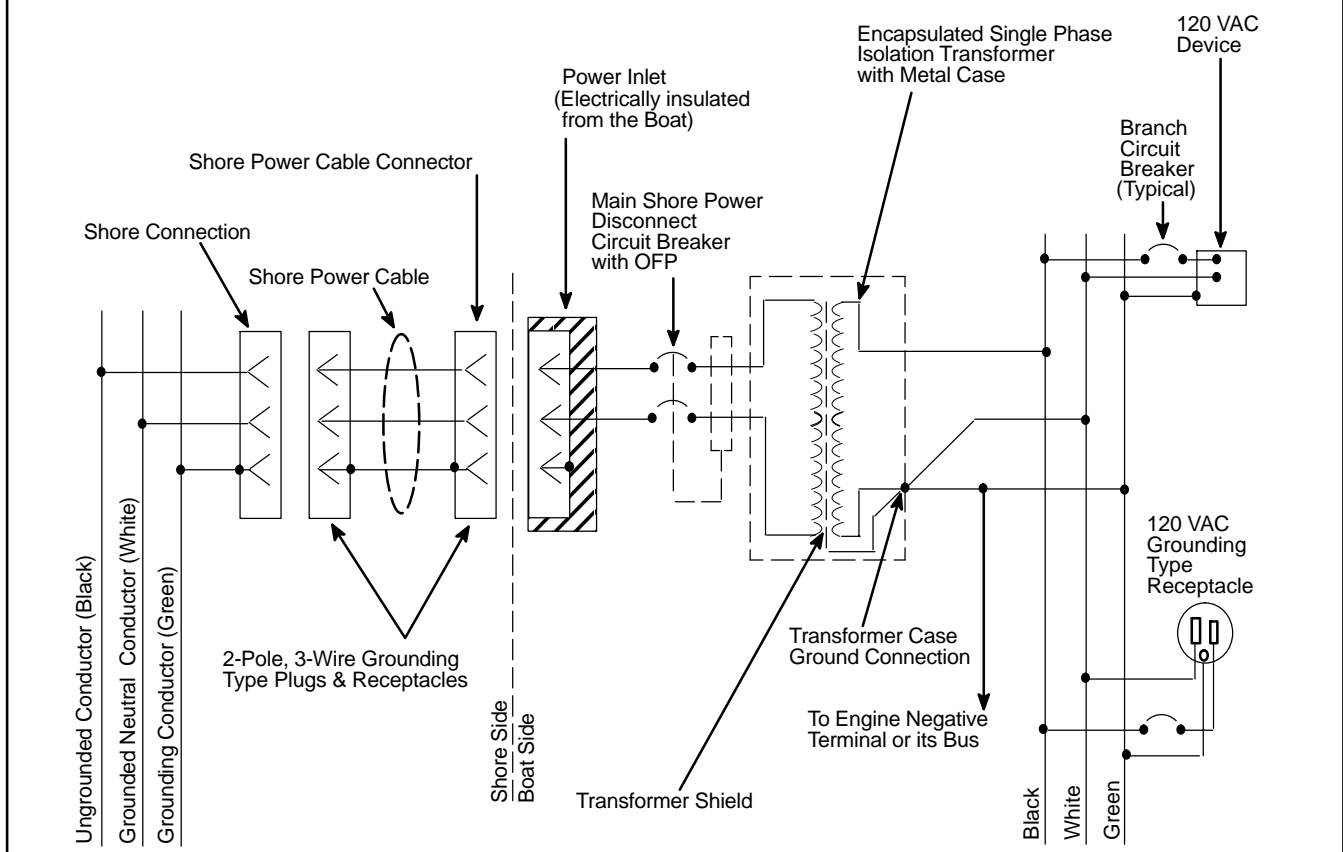 Encapsulated Single Phase
Isolation Transformer
with Metal Case
120 VAC
Device
Power Inlet
(Electrically insulated
from the Boat)
Branch
Circuit
Breaker
(Typical)
Shore Power Cable Connector
Main Shore Power
Disconnect
Circuit Breaker
with OFP
Shore Connection
Shore Power Cable
Ungrounded Conductor (Black)
Grounded Neutral Conductor (White)
Grounding Conductor (Green)
2-Pole, 3-Wire Grounding
Type Plugs & Receptacles
Shore Side
Boat Side
Transformer Case
Ground Connection
To Engine Negative
Terminal or its Bus
Transformer Shield
120 VAC
Grounding
Type
Receptacle
Black
White
Green